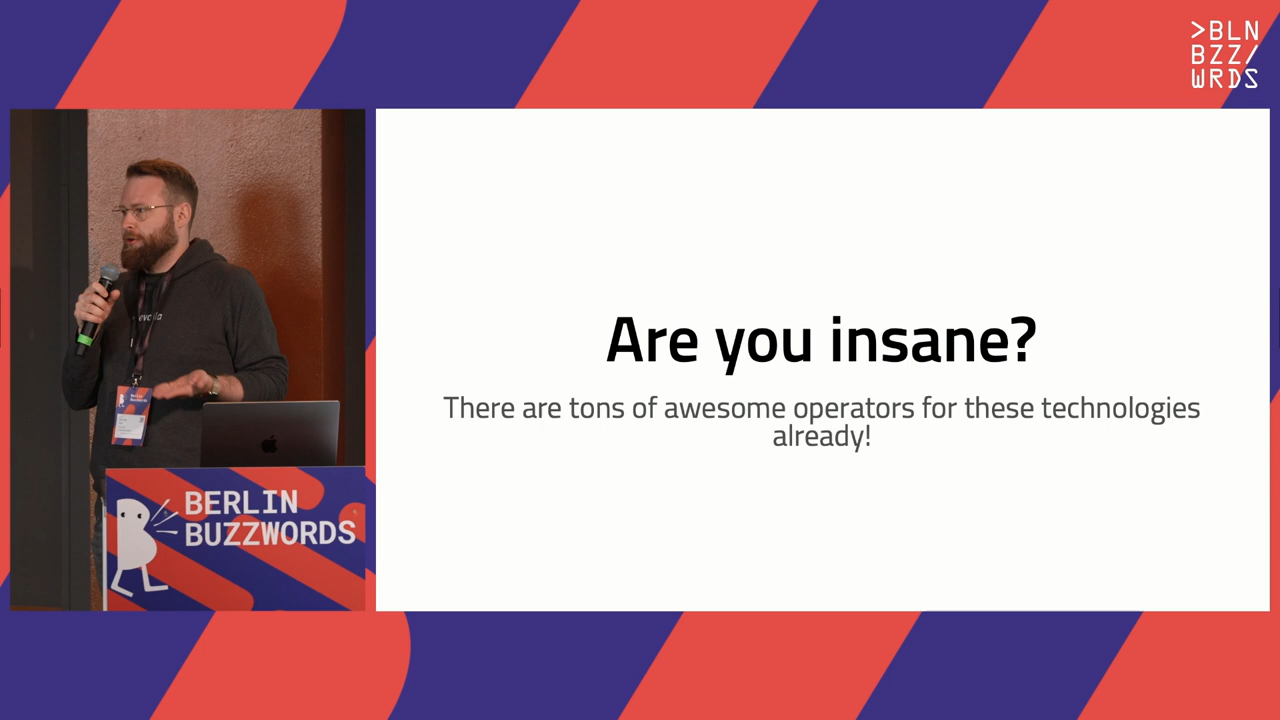 >BLN
BZZ/
WRDS
Are you insane?
There are tons of awesome operators for these technologies
already!
BERLIN
BUZZWORDS